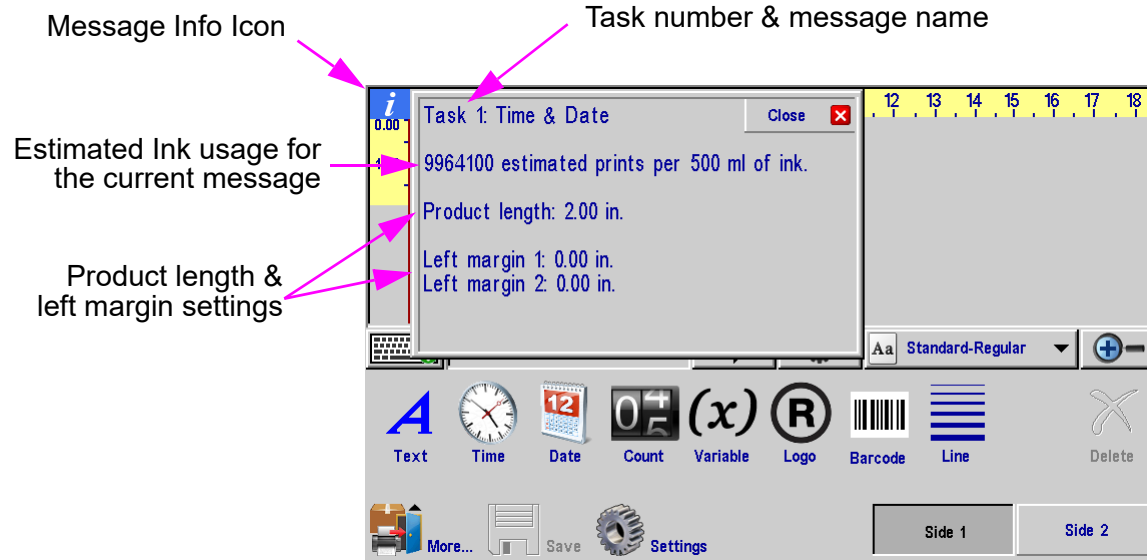 Message Info Icon
Task number & message name
i
Task 1: Time & Date
Close
12 13 14 15 16 17 18
0.00
Estimated Ink usage for
the current message
9964100 estimated prints per 500 ml of ink.
Product length: 2.00 in.
Product length &
left margin settings
Left margin 1: 0.00 in.
Left margin 2: 0.00 in.
Aa Standard-Regular
12
(x)
R
Text Time Date Count Variable Logo Barcode Line Delete
More... Save Settings Side 1 Side 2